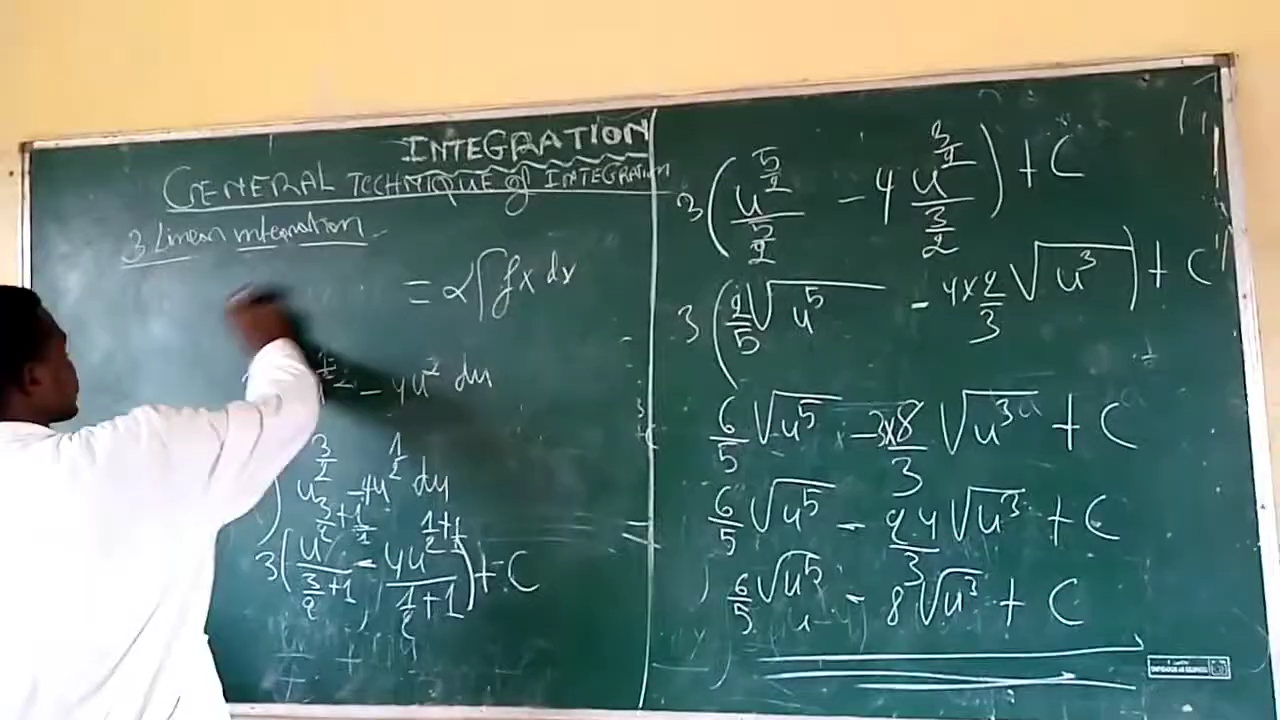 INTEGRATION
GENERAL TECHNIQUE of INTEGRATION
3 Linear integration
= α∫fx dx
- 4u² du
u^{3/2} - 4u^{1/2} du
3(u^{3/2+1}/(3/2+1) - 4u^{1/2+1}/(1/2+1)) + C
3(u^{5/2}/(5/2) - 4 u^{3/2}/(3/2)) + C
3(2/5 √u⁵ - 4×2/3 √u³) + C
6/5 √u⁵ - 3×8/3 √u³ + C
6/5 √u⁵ - 24/3 √u³ + C
6/5 √u⁵ - 8√u³ + C